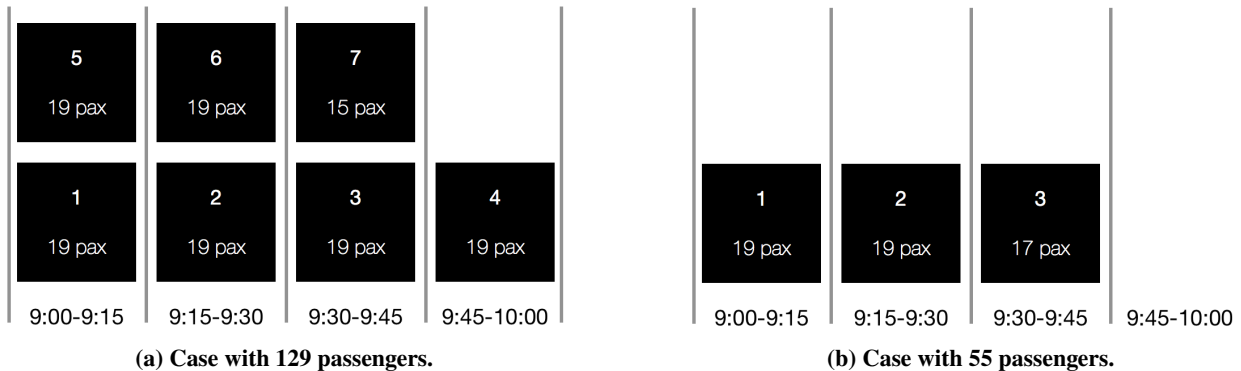 5 6 7
19 pax 19 pax 15 pax
1 2 3 4
19 pax 19 pax 19 pax 19 pax
9:00-9:15 9:15-9:30 9:30-9:45 9:45-10:00
(a) Case with 129 passengers.
1 2 3
19 pax 19 pax 17 pax
9:00-9:15 9:15-9:30 9:30-9:45 9:45-10:00
(b) Case with 55 passengers.